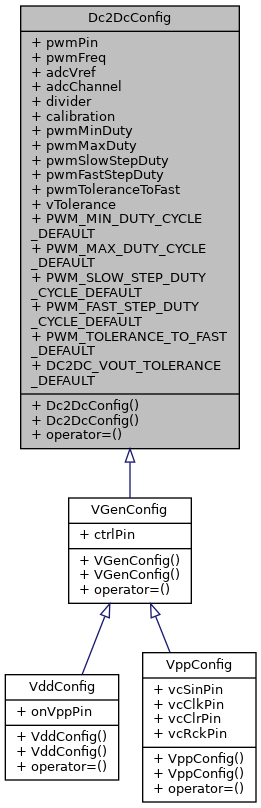 Dc2DcConfig
+ pwmPin
+ pwmFreq
+ adcVref
+ adcChannel
+ divider
+ calibration
+ pwmMinDuty
+ pwmMaxDuty
+ pwmSlowStepDuty
+ pwmFastStepDuty
+ pwmToleranceToFast
+ vTolerance
+ PWM_MIN_DUTY_CYCLE
_DEFAULT
+ PWM_MAX_DUTY_CYCLE
_DEFAULT
+ PWM_SLOW_STEP_DUTY
_CYCLE_DEFAULT
+ PWM_FAST_STEP_DUTY
_CYCLE_DEFAULT
+ PWM_TOLERANCE_TO_FAST
_DEFAULT
+ DC2DC_VOUT_TOLERANCE
_DEFAULT
+ Dc2DcConfig()
+ Dc2DcConfig()
+ operator=()
VGenConfig
+ ctrlPin
+ VGenConfig()
+ VGenConfig()
+ operator=()
VddConfig
+ onVppPin
+ VddConfig()
+ VddConfig()
+ operator=()
VppConfig
+ vcSinPin
+ vcClkPin
+ vcClrPin
+ vcRckPin
+ VppConfig()
+ VppConfig()
+ operator=()